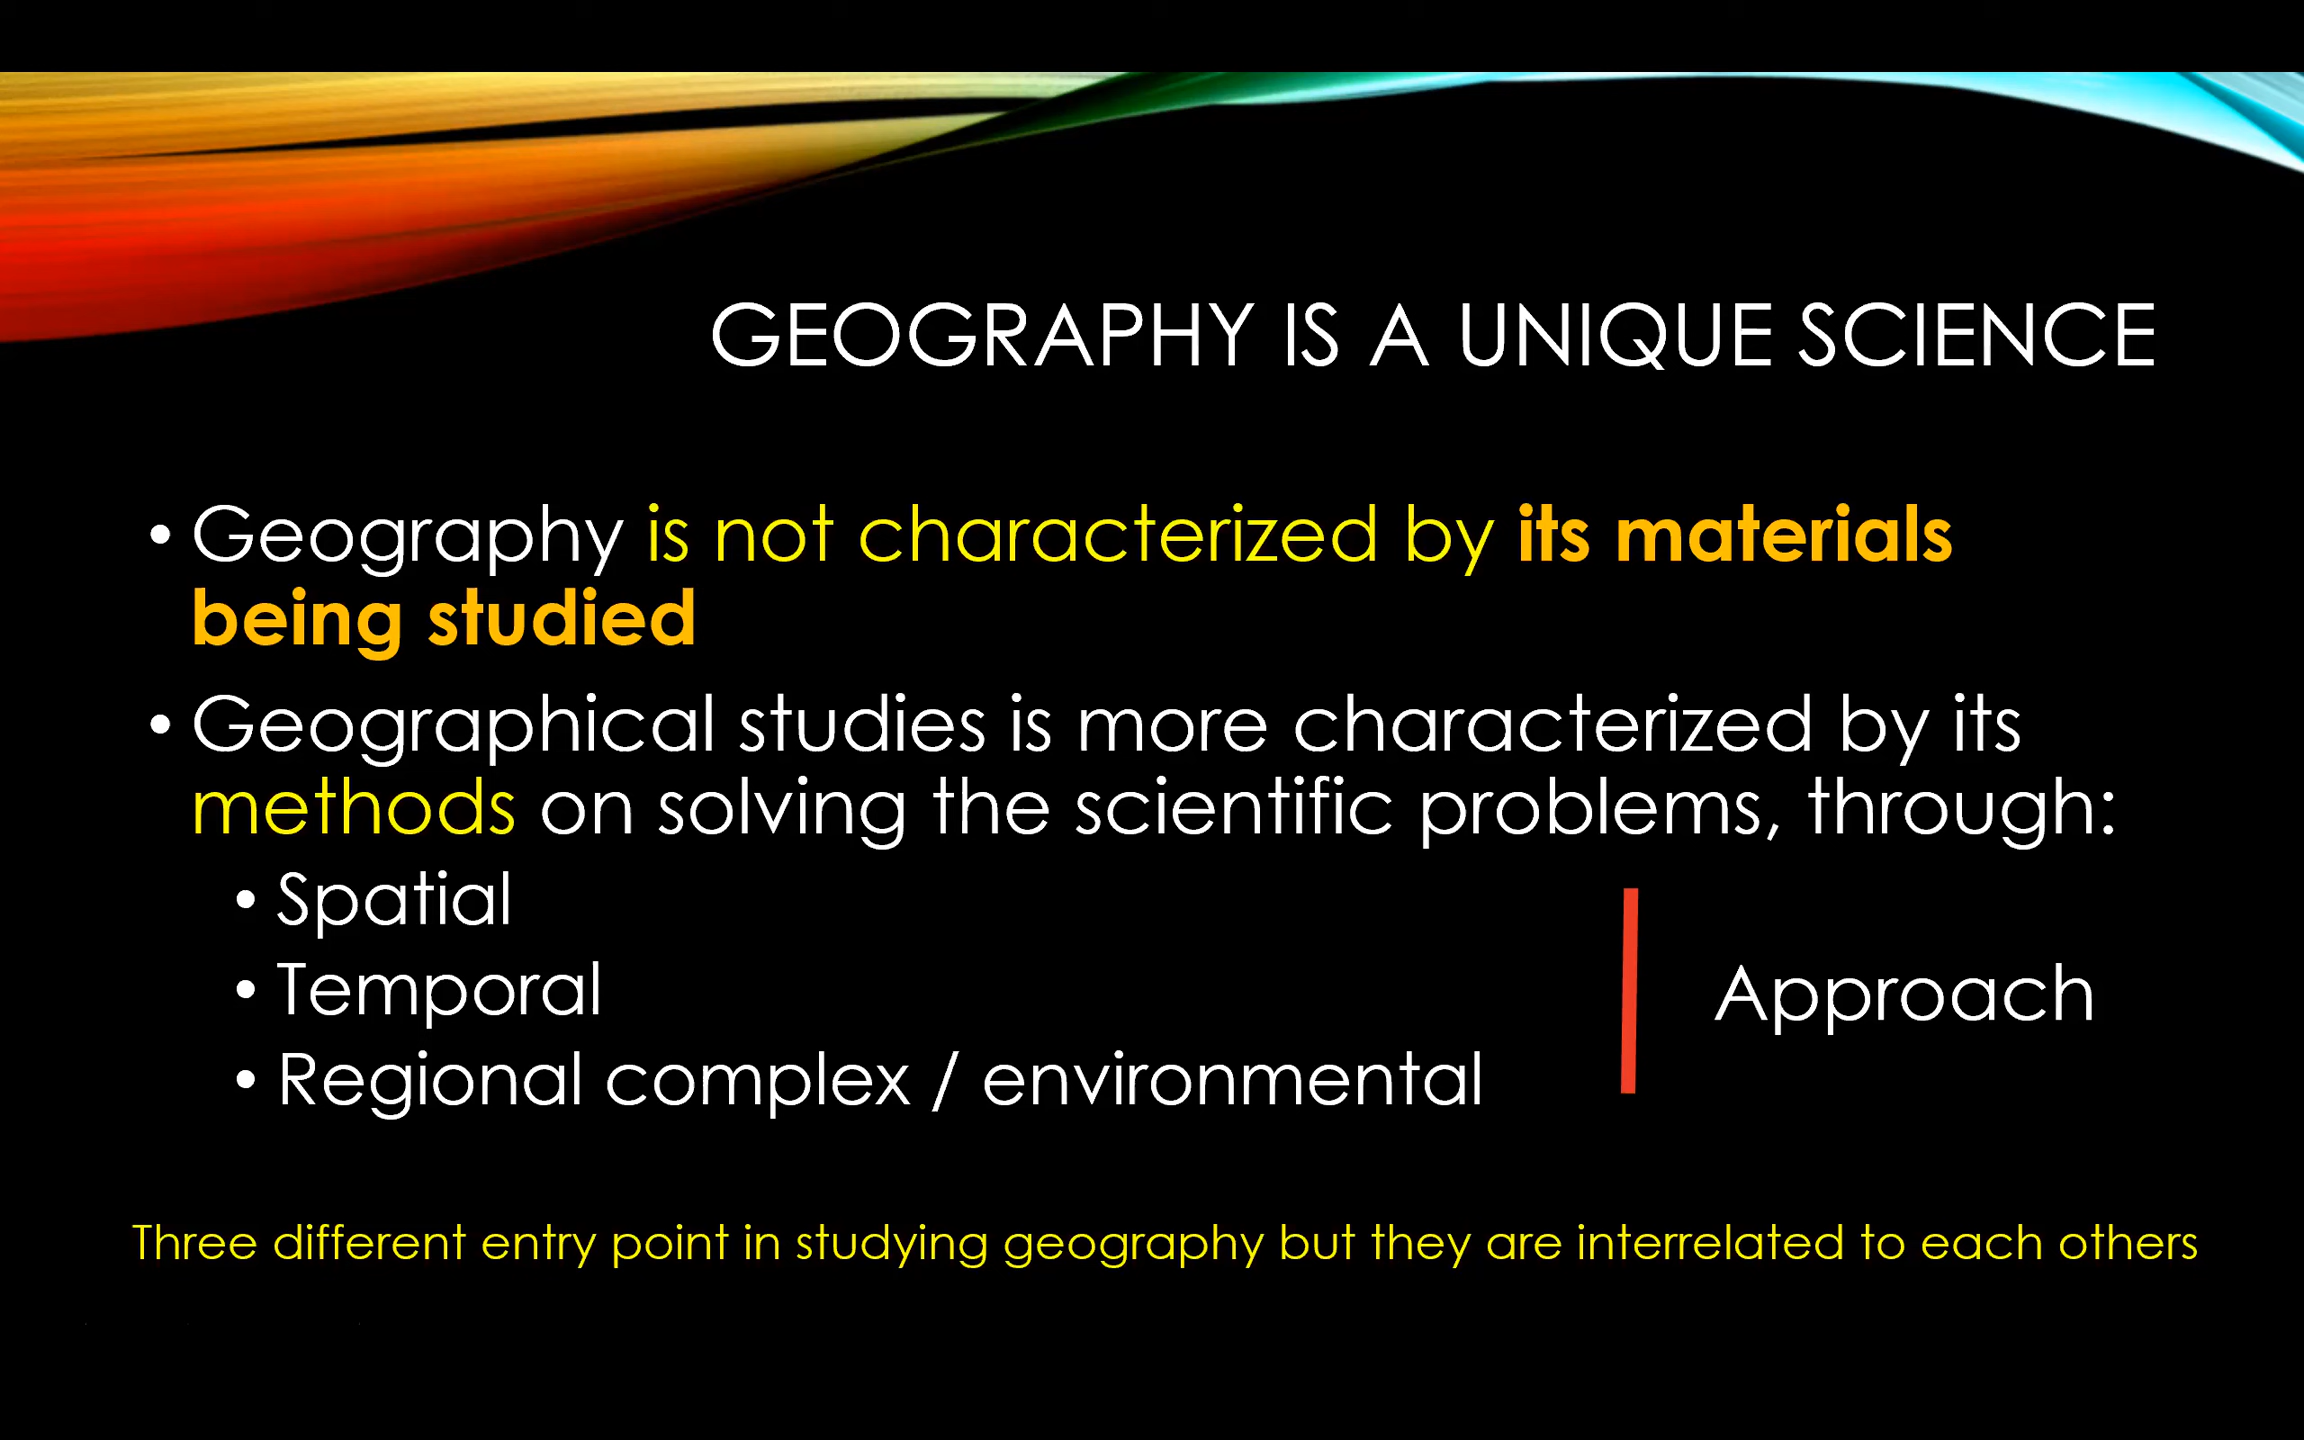 GEOGRAPHY IS A UNIQUE SCIENCE
• Geography is not characterized by its materials
being studied
• Geographical studies is more characterized by its
methods on solving the scientific problems, through:
• Spatial
• Temporal
Approach
• Regional complex / environmental
Three different entry point in studying geography but they are interrelated to each others